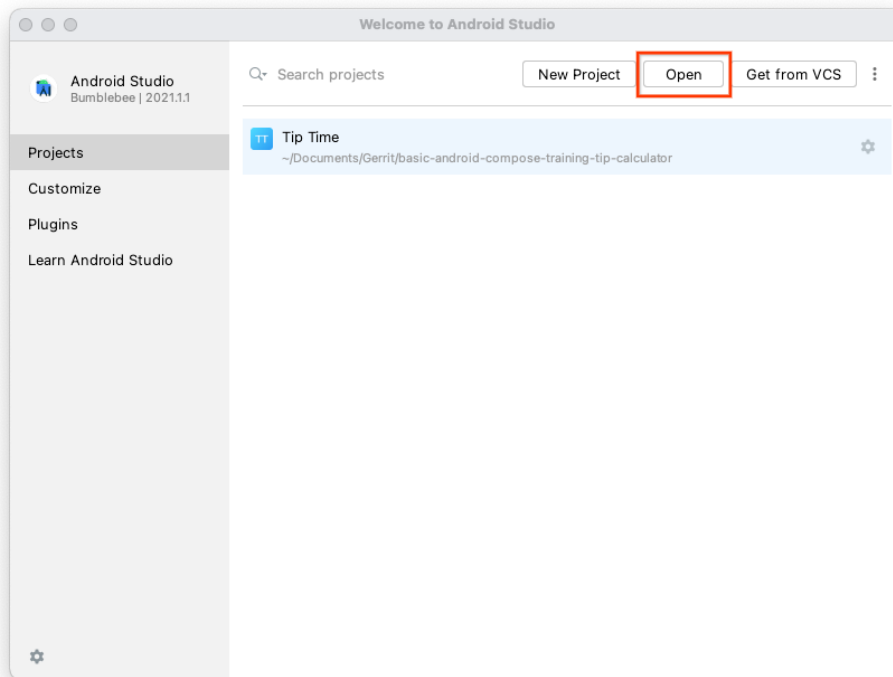 Welcome to Android Studio
Android Studio
Bumblebee | 2021.1.1
Projects
Customize
Plugins
Learn Android Studio
Search projects
New Project
Open
Get from VCS
TT
Tip Time
~/Documents/Gerrit/basic-android-compose-training-tip-calculator